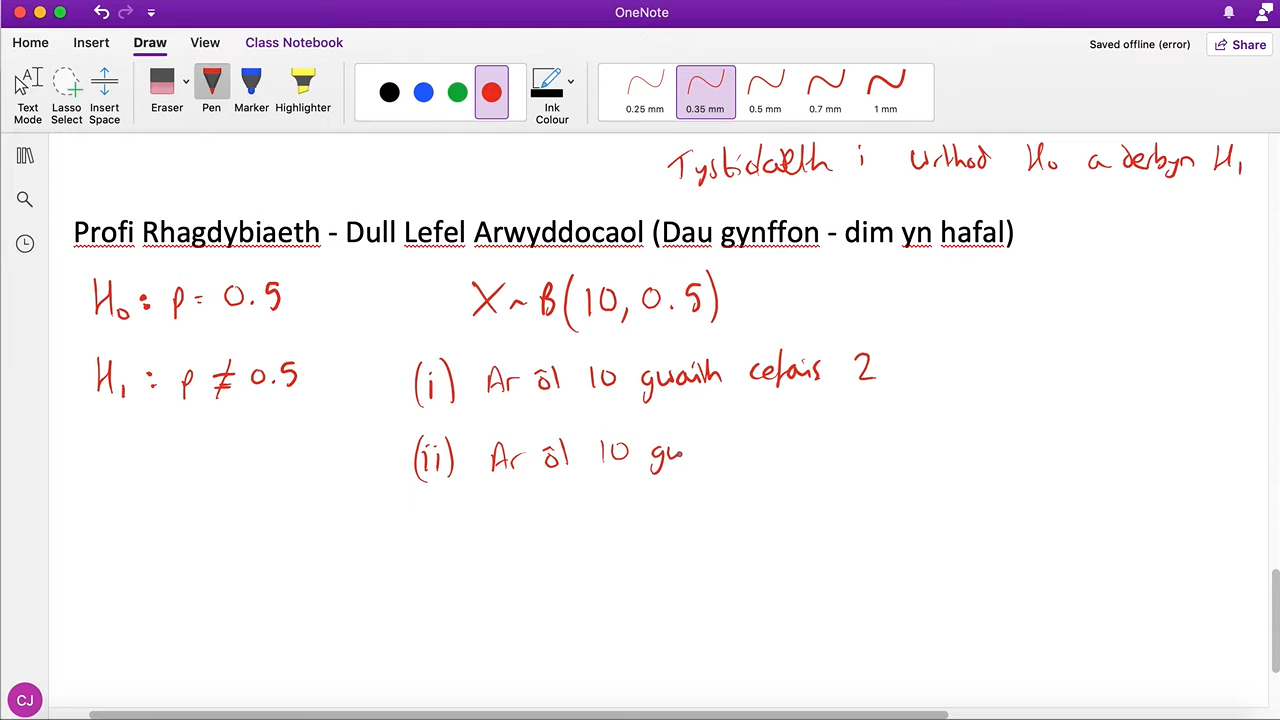 OneNote
Home Insert Draw View Class Notebook
Saved offline (error) Share
Text Mode
Lasso Select
Insert Space
Eraser
Pen
Marker
Highlighter
Ink Colour
0.25 mm
0.35 mm
0.5 mm
0.7 mm
1 mm
Tystiolaeth i wrthod H₀ a derbyn H₁
Profi Rhagdybiaeth - Dull Lefel Arwyddocaol (Dau gynffon - dim yn hafal)
H₀ : p = 0.5 X ~ B(10, 0.5)
H₁ : p ≠ 0.5 (i) Ar ôl 10 gwaith cefais 2
(ii) Ar ôl 10 gw
CJ